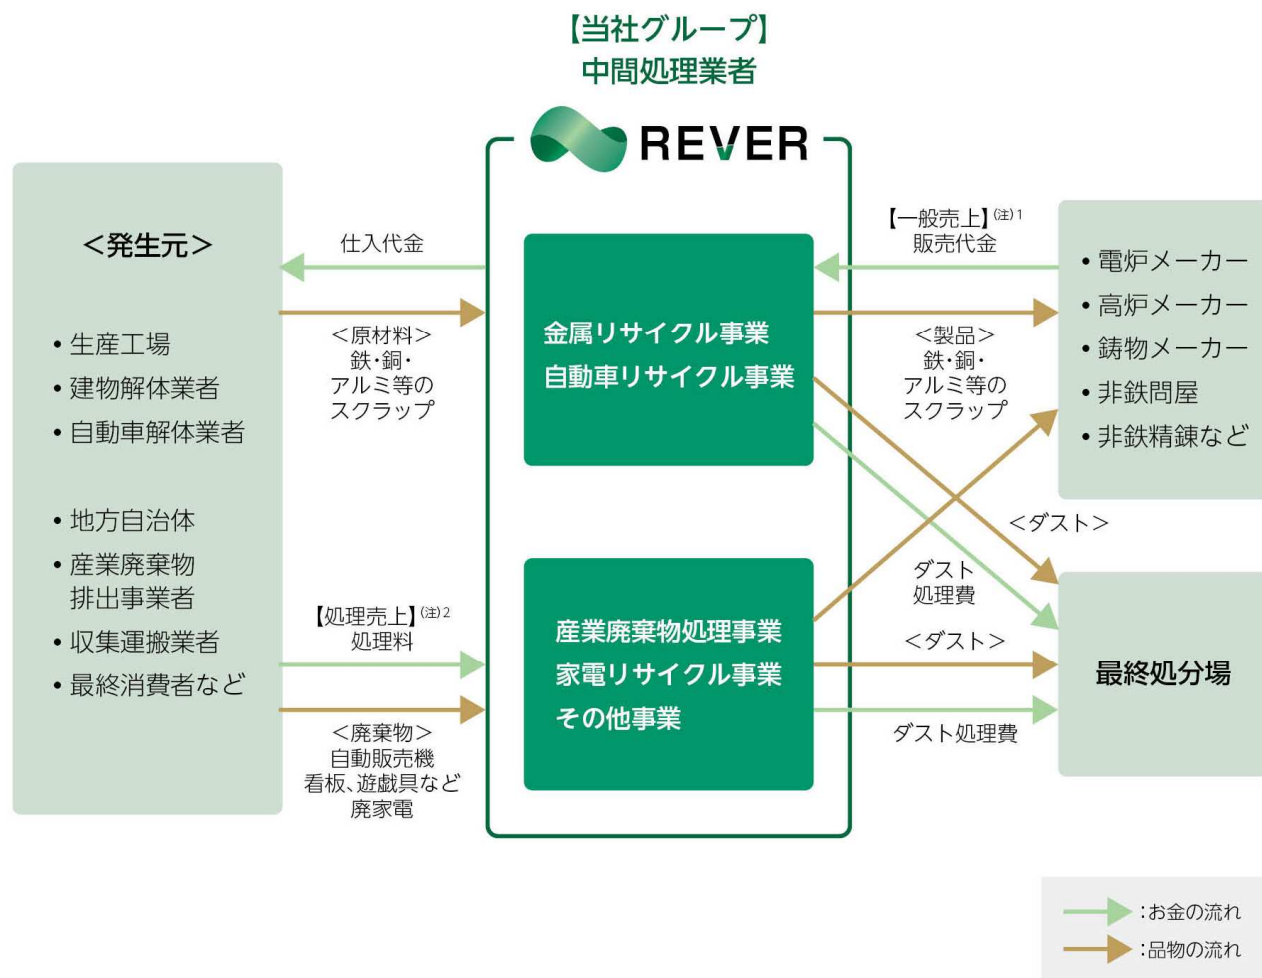 【当社グループ】
中間処理業者
REVER
＜発生元＞
• 生産工場
• 建物解体業者
• 自動車解体業者
• 地方自治体
• 産業廃棄物
排出事業者
• 収集運搬業者
• 最終消費者など
仕入代金
＜原材料＞
鉄・銅・
アルミ等の
スクラップ
【処理売上】(注)2
処理料
＜廃棄物＞
自動販売機
看板、遊戯具など
廃家電
金属リサイクル事業
自動車リサイクル事業
産業廃棄物処理事業
家電リサイクル事業
その他事業
【一般売上】(注)1
販売代金
＜製品＞
鉄・銅・
アルミ等の
スクラップ
＜ダスト＞
ダスト
処理費
＜ダスト＞
ダスト処理費
• 電炉メーカー
• 高炉メーカー
• 鋳物メーカー
• 非鉄問屋
• 非鉄精錬など
最終処分場
：お金の流れ
：品物の流れ